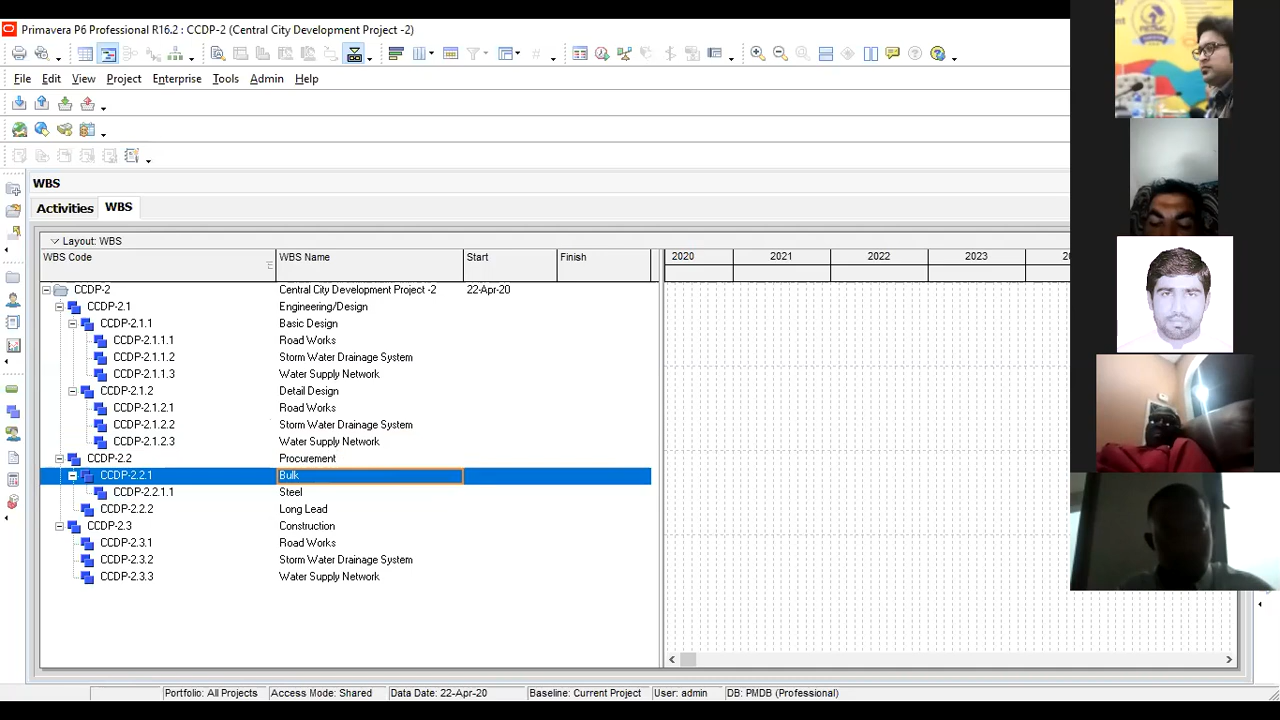 Primavera P6 Professional R16.2 : CCDP-2 (Central City Development Project -2)
File Edit View Project Enterprise Tools Admin Help
WBS
Activities WBS
Layout: WBS
WBS Code WBS Name Start Finish 2020 2021 2022 2023
CCDP-2 Central City Development Project -2 22-Apr-20
CCDP-2.1 Engineering/Design
CCDP-2.1.1 Basic Design
CCDP-2.1.1.1 Road Works
CCDP-2.1.1.2 Storm Water Drainage System
CCDP-2.1.1.3 Water Supply Network
CCDP-2.1.2 Detail Design
CCDP-2.1.2.1 Road Works
CCDP-2.1.2.2 Storm Water Drainage System
CCDP-2.1.2.3 Water Supply Network
CCDP-2.2 Procurement
CCDP-2.2.1 Bulk
CCDP-2.2.1.1 Steel
CCDP-2.2.2 Long Lead
CCDP-2.3 Construction
CCDP-2.3.1 Road Works
CCDP-2.3.2 Storm Water Drainage System
CCDP-2.3.3 Water Supply Network
Portfolio: All Projects Access Mode: Shared Data Date: 22-Apr-20 Baseline: Current Project User: admin DB: PMDB (Professional)